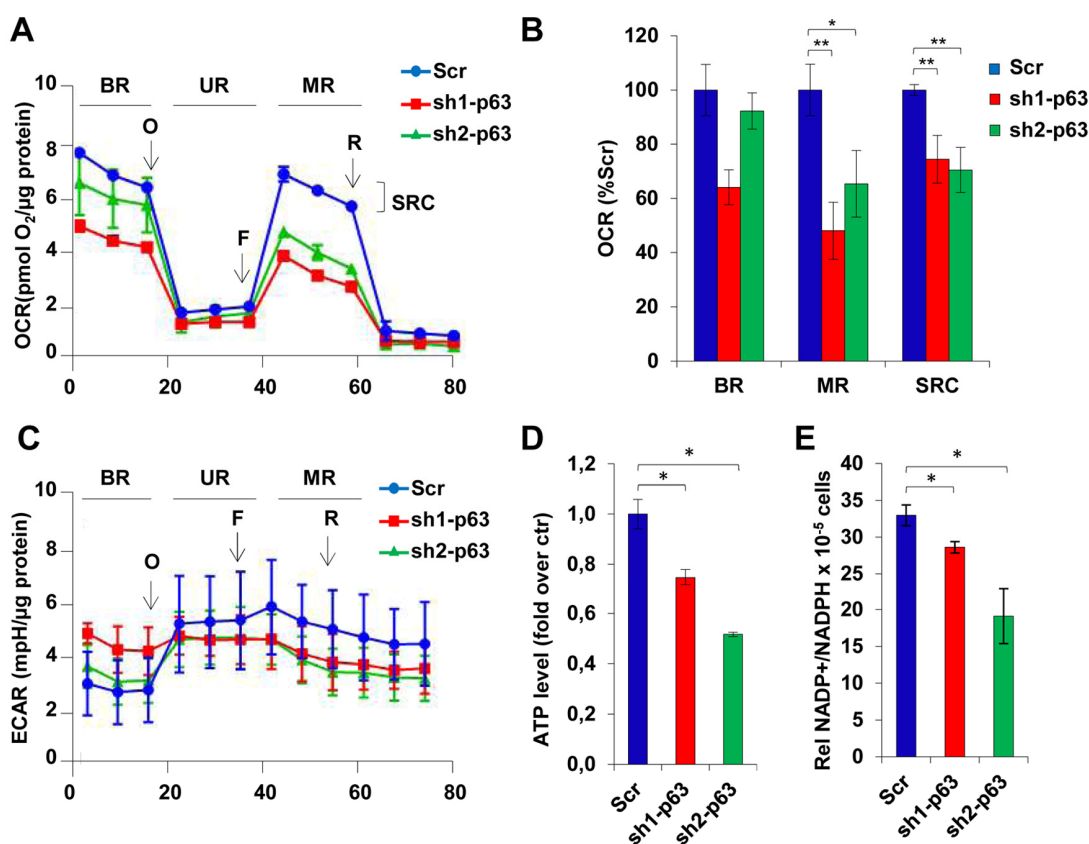 A
BR
UR
MR
Scr
sh1-p63
sh2-p63
O
F
R
SRC
OCR(pmol O₂/µg protein)
10
8
6
4
2
0
0 20 40 60 80
B
OCR (%Scr)
120
100
80
60
40
20
0
*
**
**
**
Scr
sh1-p63
sh2-p63
BR MR SRC
C
BR
UR
MR
Scr
sh1-p63
sh2-p63
O
F
R
ECAR (mpH/µg protein)
10
8
6
4
2
0
0 20 40 60 80
D
ATP level (fold over ctr)
1,2
1,0
0,8
0,6
0,4
0,2
0,0
*
*
Scr
sh1-p63
sh2-p63
E
Rel NADP+/NADPH x 10⁻⁵ cells
40
35
30
25
20
15
10
5
0
*
*
Scr
sh1-p63
sh2-p63